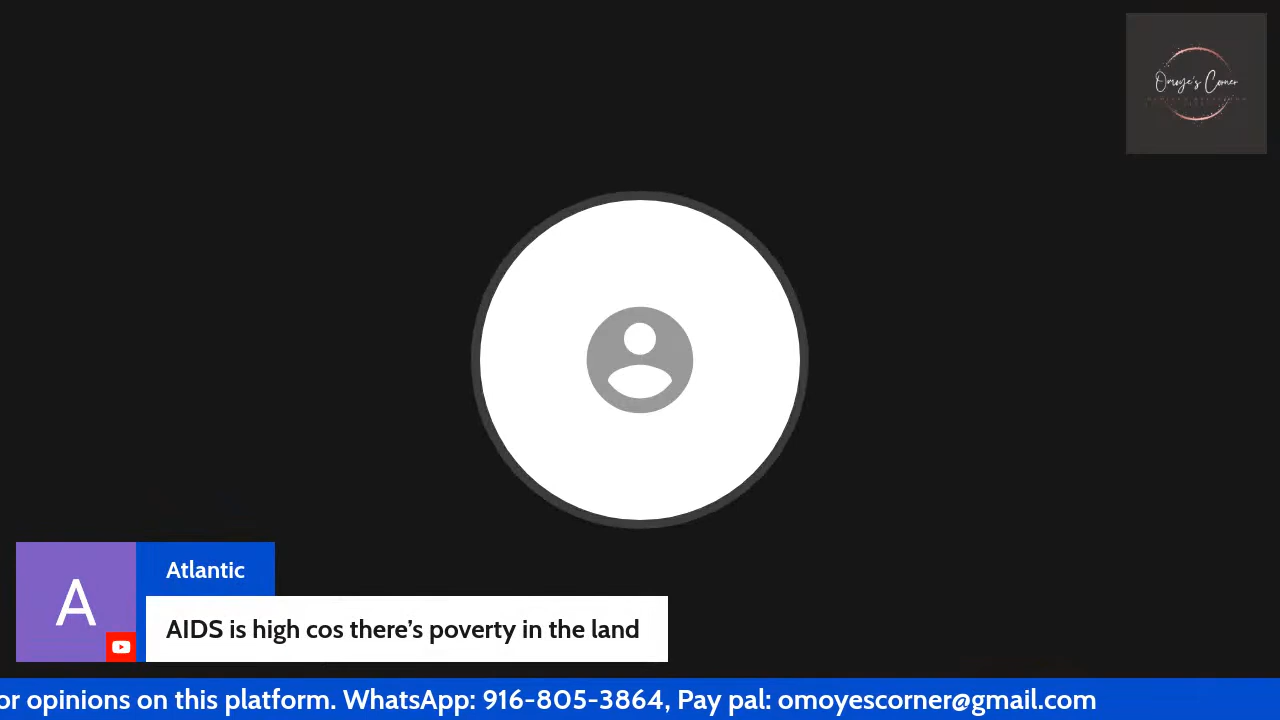 Omoye's Corner
A
Atlantic
AIDS is high cos there's poverty in the land
or opinions on this platform. WhatsApp: 916-805-3864, Pay pal: omoyescorner@gmail.com